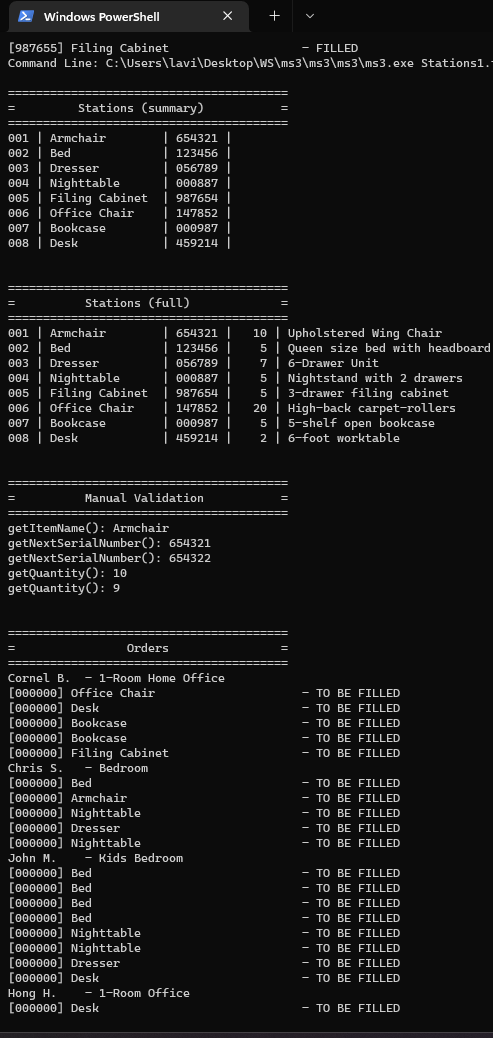 Windows PowerShell
[987655] Filing Cabinet                   - FILLED
Command Line: C:\Users\lavi\Desktop\WS\ms3\ms3\ms3\ms3.exe Stations1.
========================================
=         Stations (summary)           =
========================================
001 | Armchair        | 654321 |
002 | Bed             | 123456 |
003 | Dresser         | 056789 |
004 | Nighttable      | 000887 |
005 | Filing Cabinet  | 987654 |
006 | Office Chair    | 147852 |
007 | Bookcase        | 000987 |
008 | Desk            | 459214 |
========================================
=          Stations (full)             =
========================================
001 | Armchair        | 654321 |   10 | Upholstered Wing Chair
002 | Bed             | 123456 |    5 | Queen size bed with headboard
003 | Dresser         | 056789 |    7 | 6-Drawer Unit
004 | Nighttable      | 000887 |    5 | Nightstand with 2 drawers
005 | Filing Cabinet  | 987654 |    5 | 3-drawer filing cabinet
006 | Office Chair    | 147852 |   20 | High-back carpet-rollers
007 | Bookcase        | 000987 |    5 | 5-shelf open bookcase
008 | Desk            | 459214 |    2 | 6-foot worktable
========================================
=          Manual Validation           =
========================================
getItemName(): Armchair
getNextSerialNumber(): 654321
getNextSerialNumber(): 654322
getQuantity(): 10
getQuantity(): 9
========================================
=                Orders                =
========================================
Cornel B.  - 1-Room Home Office
[000000] Office Chair                     - TO BE FILLED
[000000] Desk                             - TO BE FILLED
[000000] Bookcase                         - TO BE FILLED
[000000] Bookcase                         - TO BE FILLED
[000000] Filing Cabinet                   - TO BE FILLED
Chris S.   - Bedroom
[000000] Bed                              - TO BE FILLED
[000000] Armchair                         - TO BE FILLED
[000000] Nighttable                       - TO BE FILLED
[000000] Dresser                          - TO BE FILLED
[000000] Nighttable                       - TO BE FILLED
John M.    - Kids Bedroom
[000000] Bed                              - TO BE FILLED
[000000] Bed                              - TO BE FILLED
[000000] Bed                              - TO BE FILLED
[000000] Bed                              - TO BE FILLED
[000000] Nighttable                       - TO BE FILLED
[000000] Nighttable                       - TO BE FILLED
[000000] Dresser                          - TO BE FILLED
[000000] Desk                             - TO BE FILLED
Hong H.    - 1-Room Office
[000000] Desk                             - TO BE FILLED